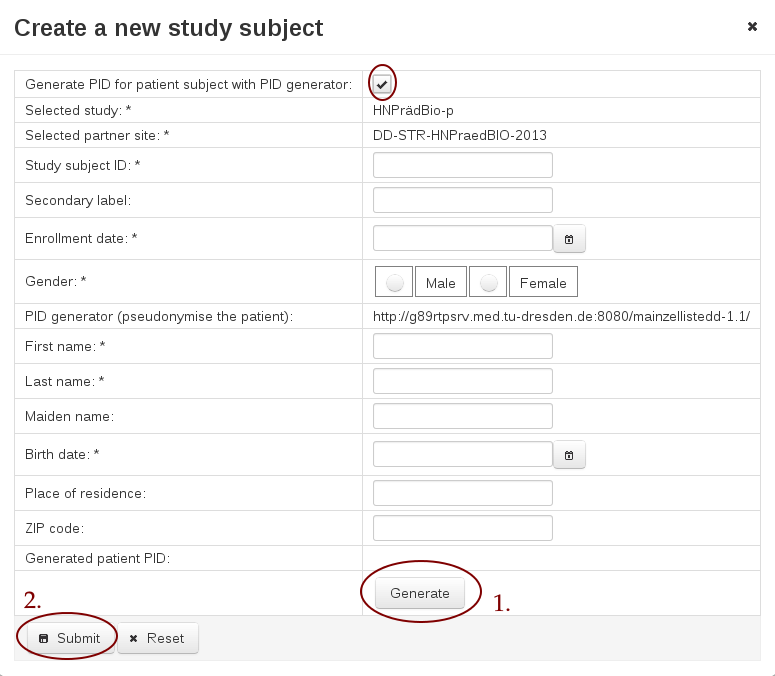 Create a new study subject
Generate PID for patient subject with PID generator:
Selected study: * HNPrädBio-p
Selected partner site: * DD-STR-HNPraedBIO-2013
Study subject ID: *
Secondary label:
Enrollment date: *
Gender: * Male Female
PID generator (pseudonymise the patient): http://g89rtpsrv.med.tu-dresden.de:8080/mainzellistedd-1.1/
First name: *
Last name: *
Maiden name:
Birth date: *
Place of residence:
ZIP code:
Generated patient PID:
Generate 1.
2.
Submit Reset